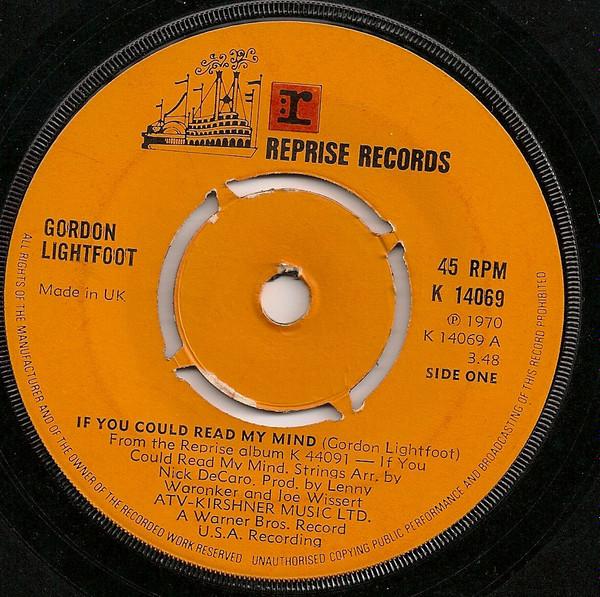 r
REPRISE RECORDS
GORDON
LIGHTFOOT
Made in UK
45 RPM
K 14069
Ⓟ 1970
K 14069 A
3.48
SIDE ONE
IF YOU COULD READ MY MIND (Gordon Lightfoot)
From the Reprise album K 44091 — If You
Could Read My Mind. Strings Arr. by
Nick DeCaro. Prod. by Lenny
Waronker and Joe Wissert
ATV-KIRSHNER MUSIC LTD.
A Warner Bros. Record
U.S.A. Recording
ALL RIGHTS OF THE MANUFACTURER AND OF THE OWNER OF THE RECORDED WORK RESERVED UNAUTHORISED COPYING PUBLIC PERFORMANCE AND BROADCASTING OF THIS RECORD PROHIBITED